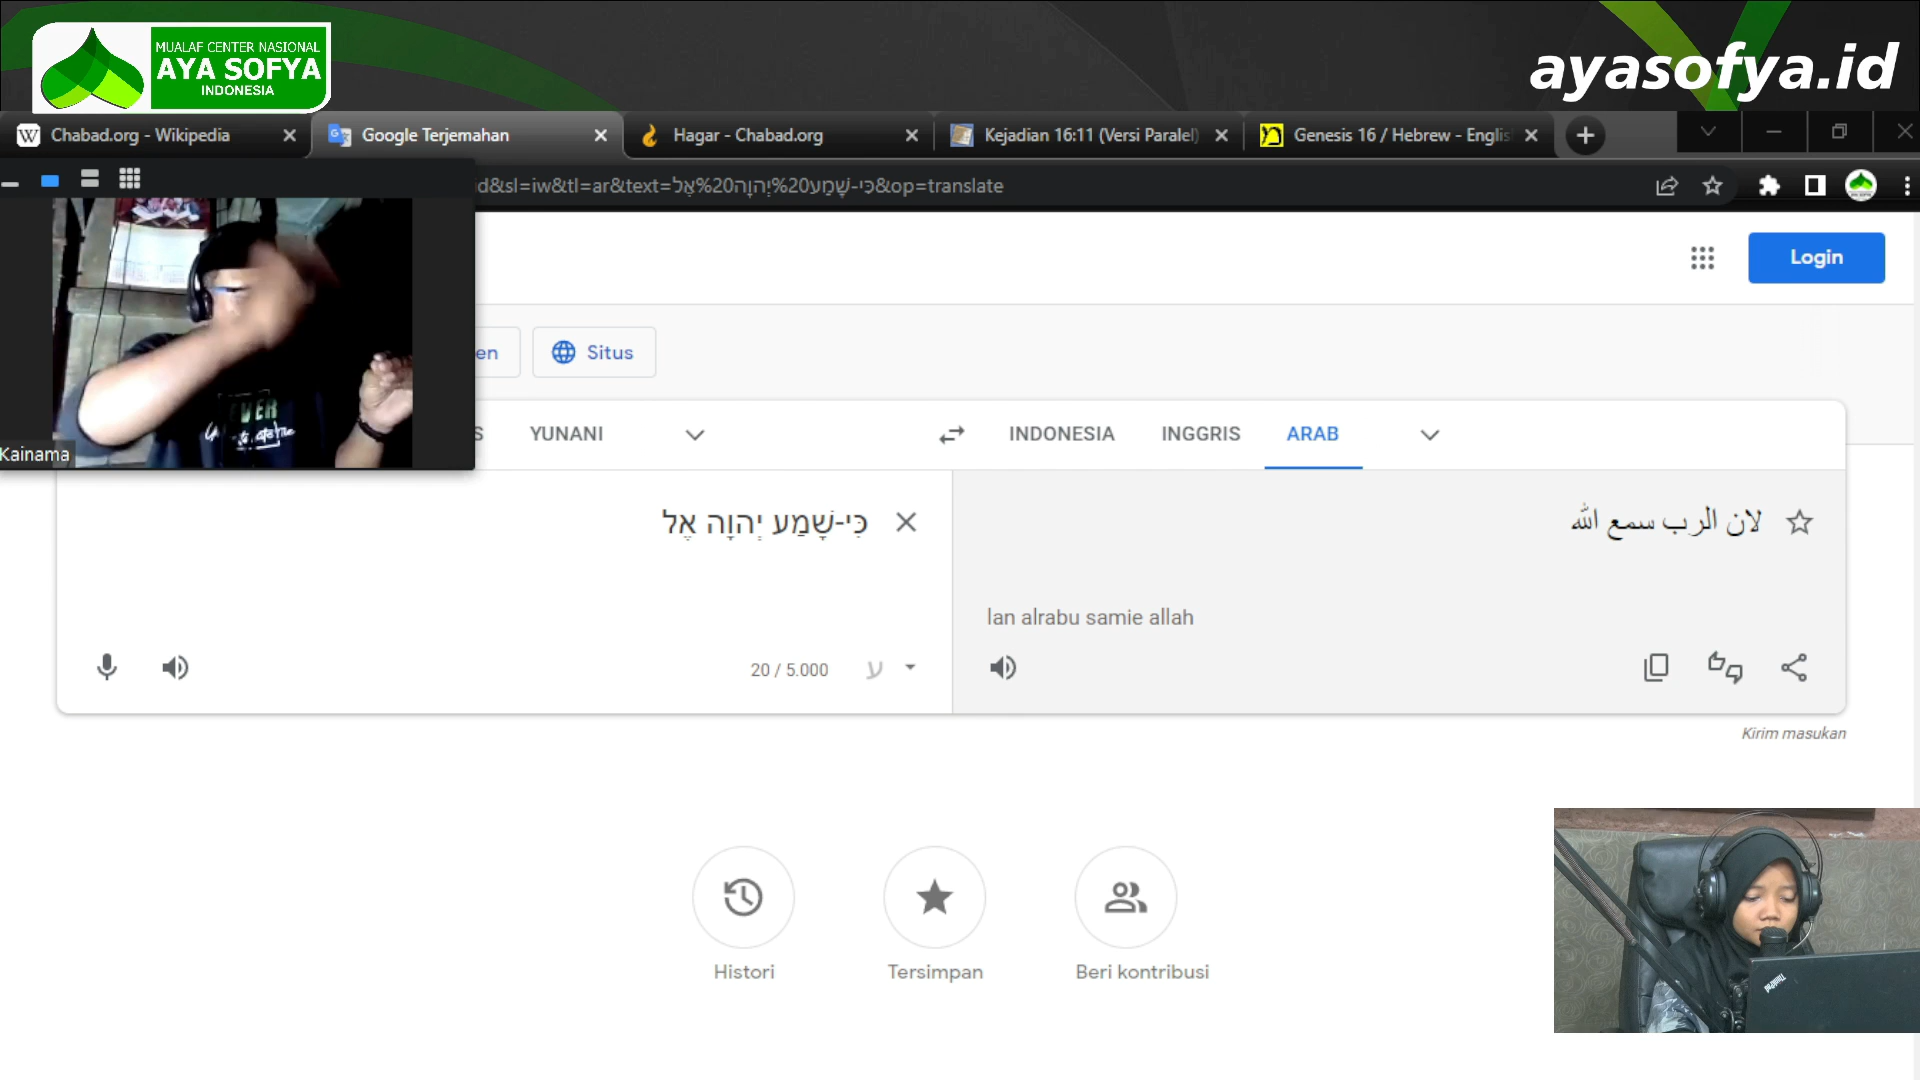 MUALAF CENTER NASIONAL
AYA SOFYA
INDONESIA
ayasofya.id
Chabad.org - Wikipedia
Google Terjemahan
Hagar - Chabad.org
Kejadian 16:11 (Versi Paralel)
Genesis 16 / Hebrew - Englis
id&sl=iw&tl=ar&text=כִּי-שָׁמַע%20יְהוָה%20אֶל&op=translate
Login
en
Situs
Kainama
S
YUNANI
INDONESIA
INGGRIS
ARAB
כִּי-שָׁמַע יְהוָה אֶל
لان الرب سمع الله
lan alrabu samie allah
20 / 5.000
ע
Kirim masukan
Histori
Tersimpan
Beri kontribusi
ThinkPad